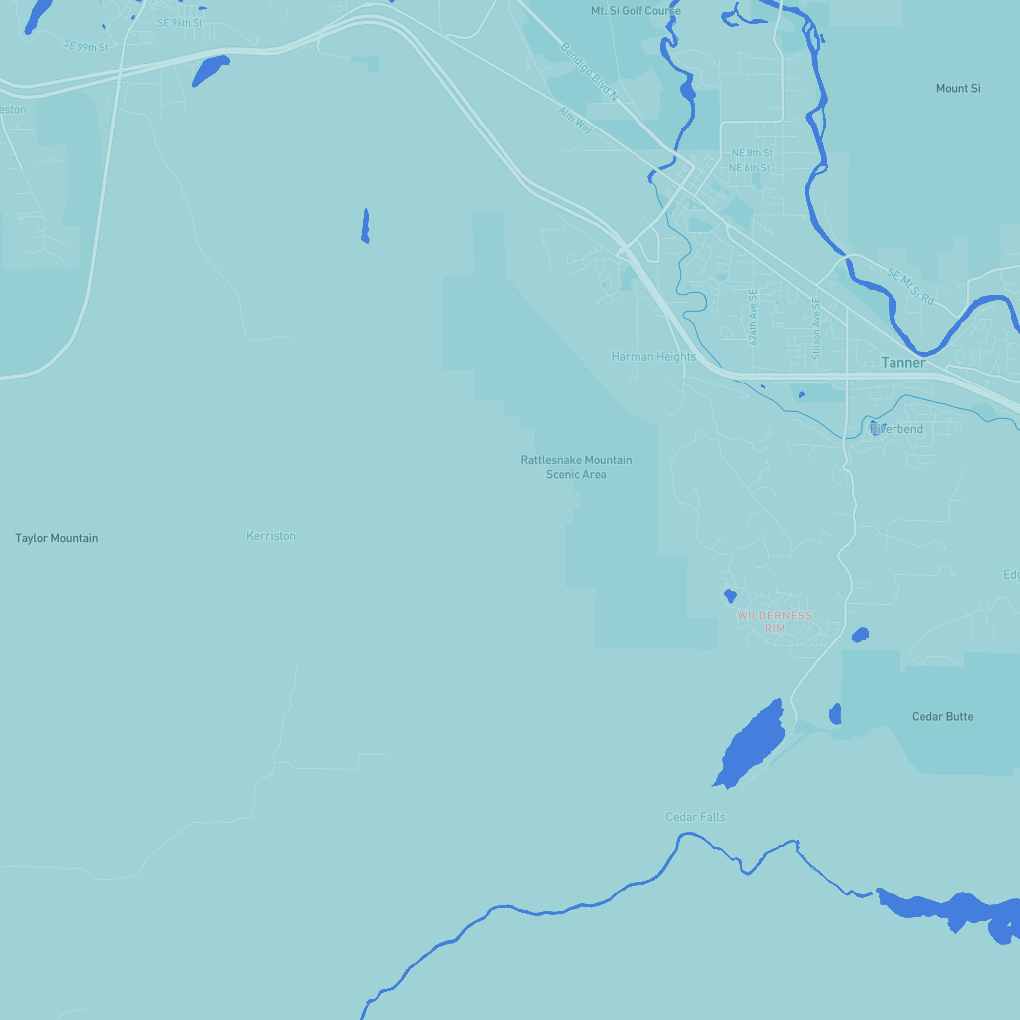 Mt. Si Golf Course
SE 96th St
SE 99th St
Bendigo Blvd N
Mount Si
eston
Alm Way
NE 8th St
NE 6th St
SE Mt Si Rd
424th Ave SE
Stilson Ave SE
Harman Heights
Tanner
Riverbend
Rattlesnake Mountain
Scenic Area
Taylor Mountain
Kerriston
Edg
WILDERNESS
RIM
Cedar Butte
Cedar Falls